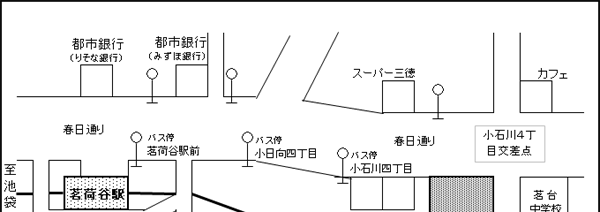 都市銀行
(りそな銀行)
都市銀行
(みずほ銀行)
スーパー三徳
カフェ
春日通り
バス停
茗荷谷駅前
バス停
小日向四丁目
春日通り
バス停
小石川四丁目
小石川4丁
目交差点
至池袋
茗荷谷駅
茗台
中学校